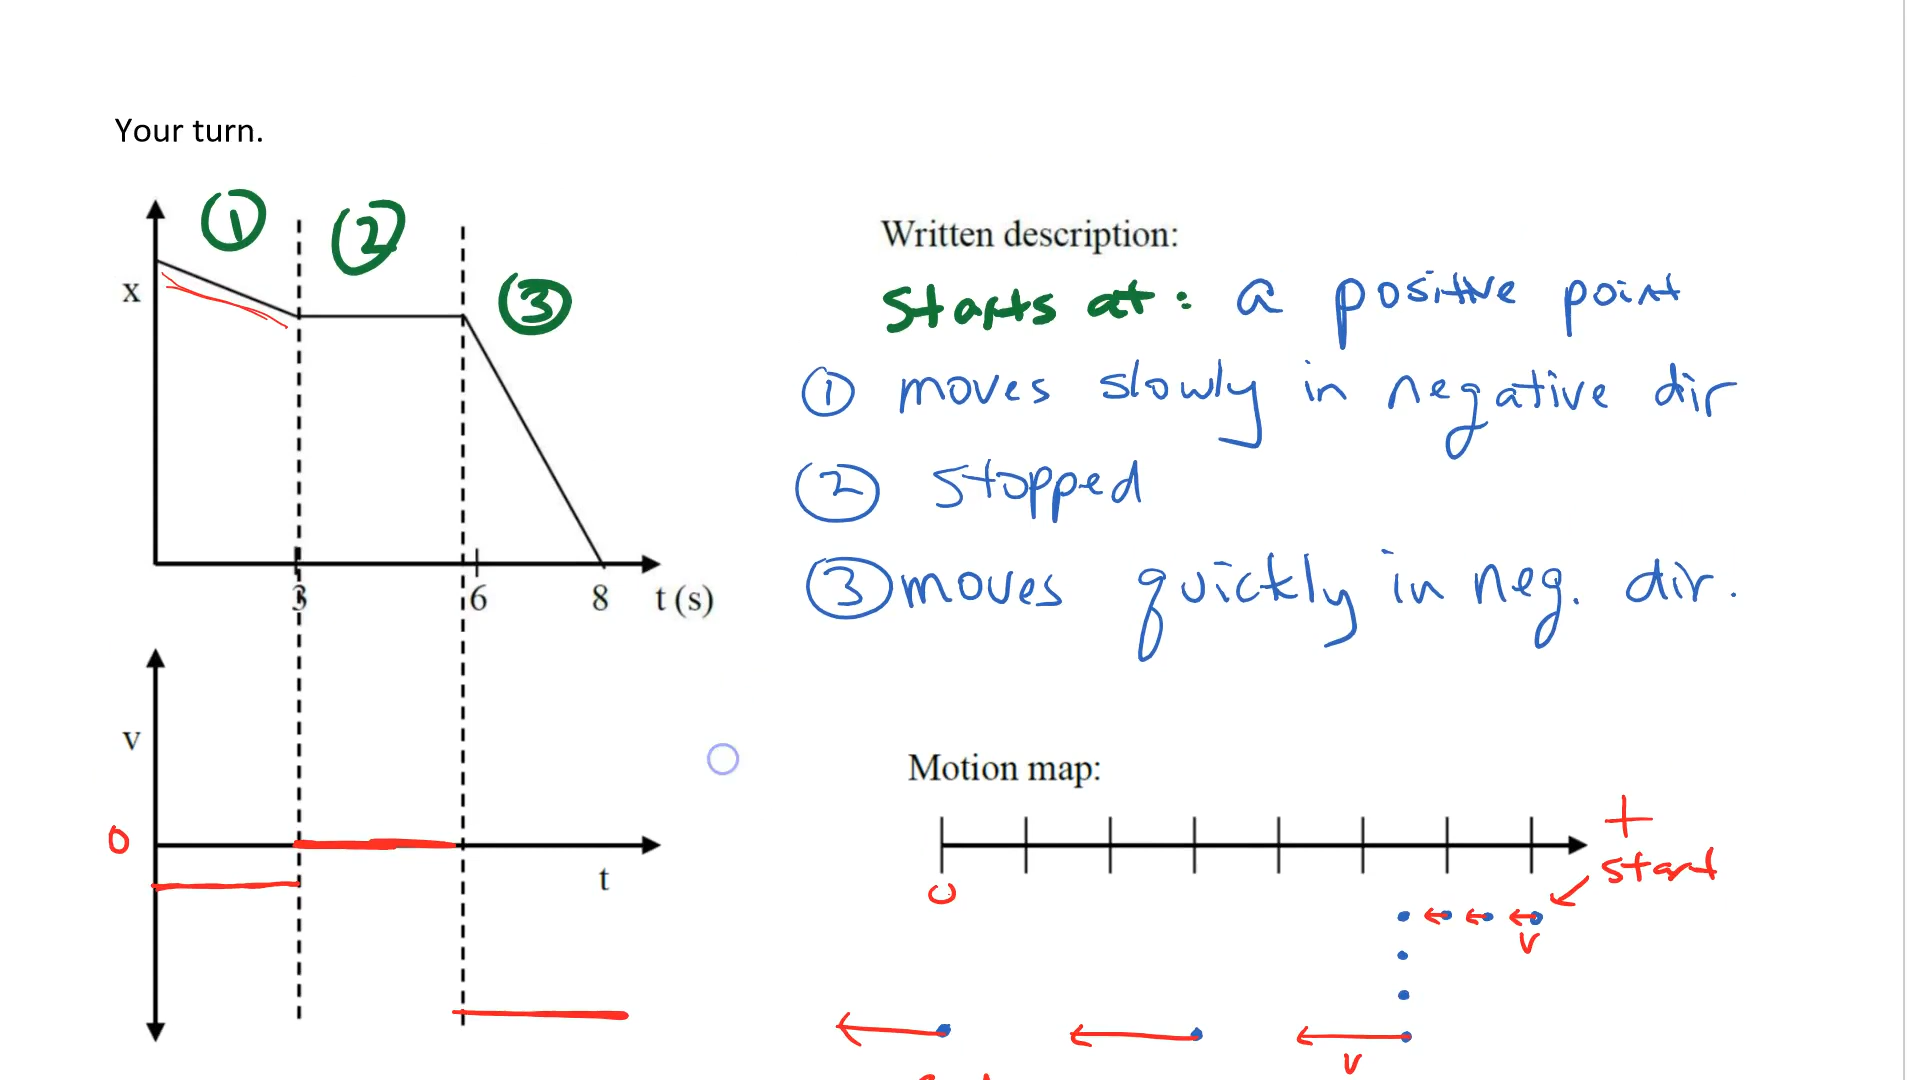 Your turn.
1
2
3
x
3 6 8 t (s)
v
0
t
Written description:
Starts at: a positive point
1 moves slowly in negative dir
2 stopped
3 moves quickly in neg. dir.
Motion map:
+
start
0
v
v